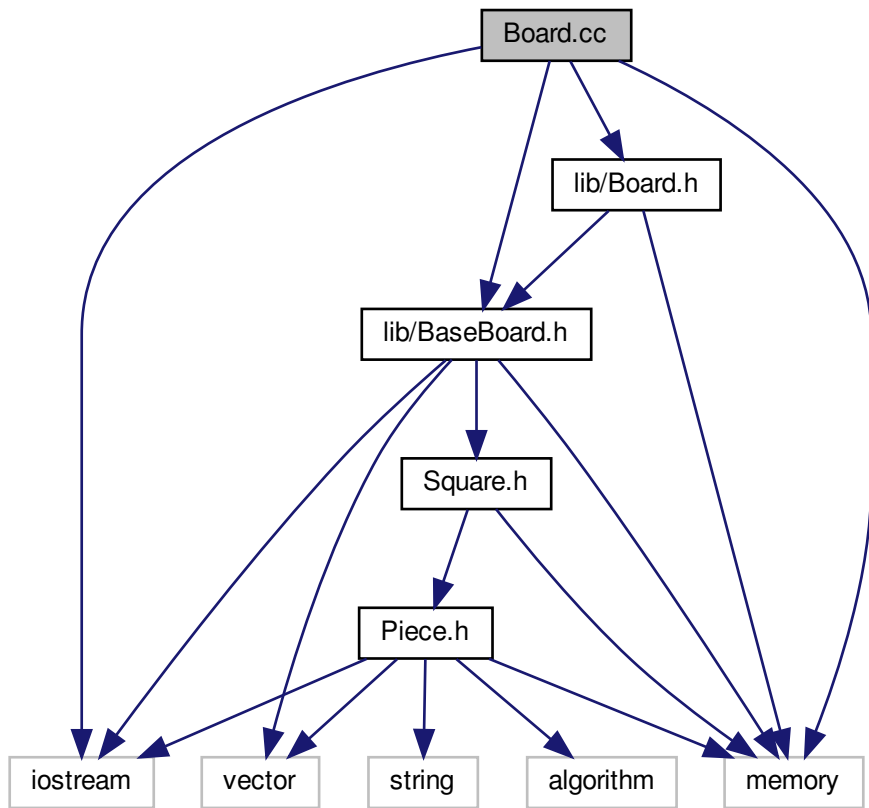 Board.cc
lib/Board.h
lib/BaseBoard.h
Square.h
Piece.h
iostream
vector
string
algorithm
memory